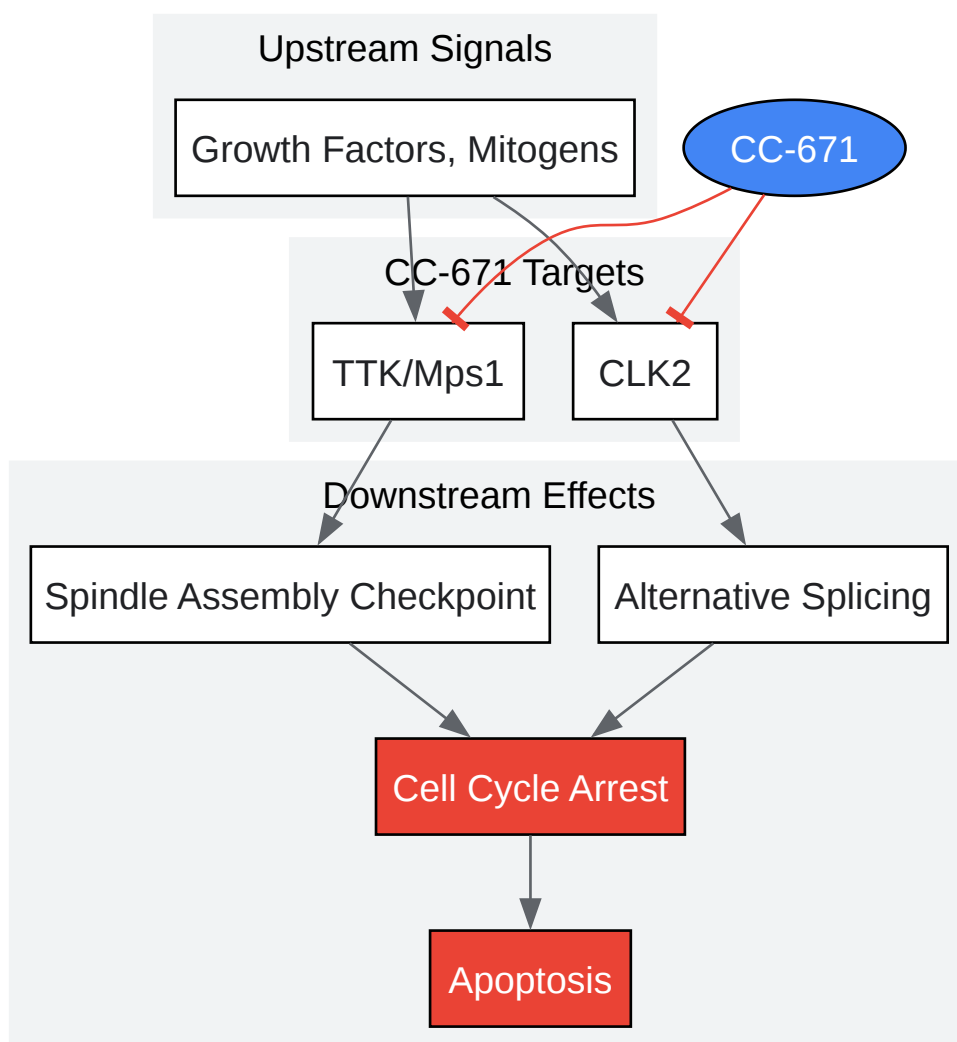 Upstream Signals
Growth Factors, Mitogens
CC-671
CC-671 Targets
TTK/Mps1
CLK2
Downstream Effects
Spindle Assembly Checkpoint
Alternative Splicing
Cell Cycle Arrest
Apoptosis